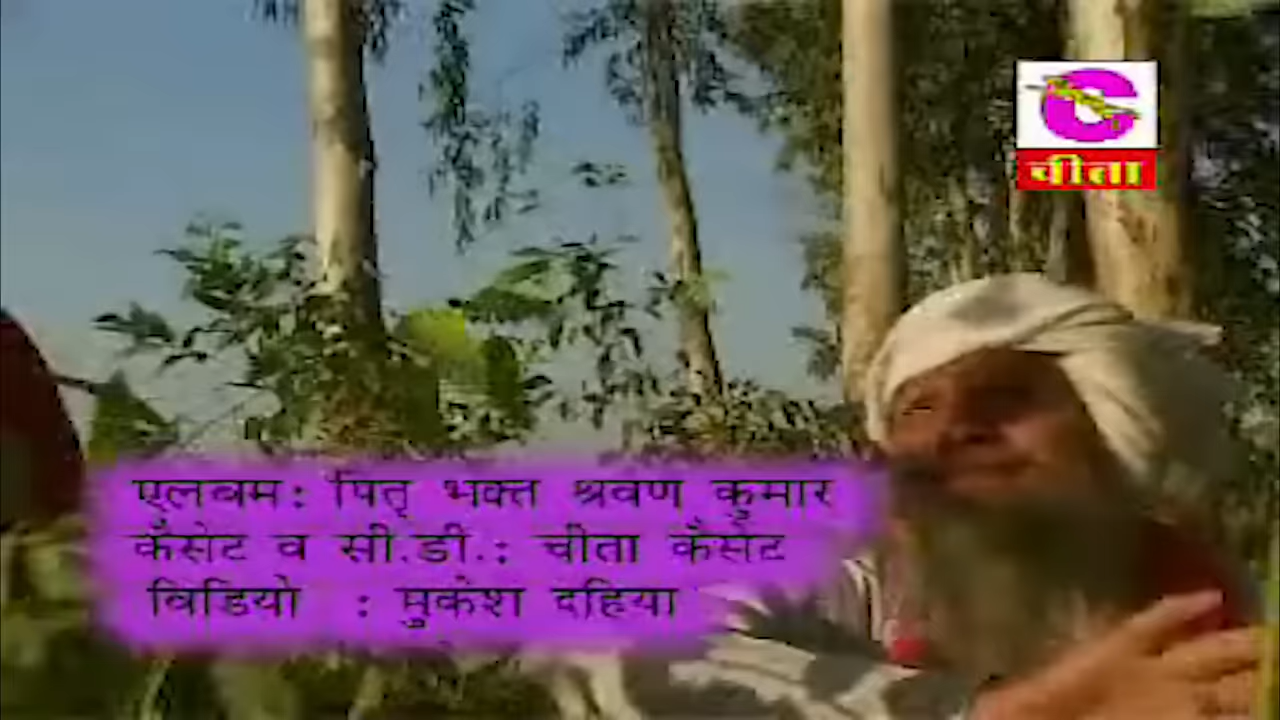 चीता
एलबम: पितृ भक्त श्रवण कुमार
कैसेट व सी.डी.: चीता कैसेट
विडियो : मुकेश दहिया